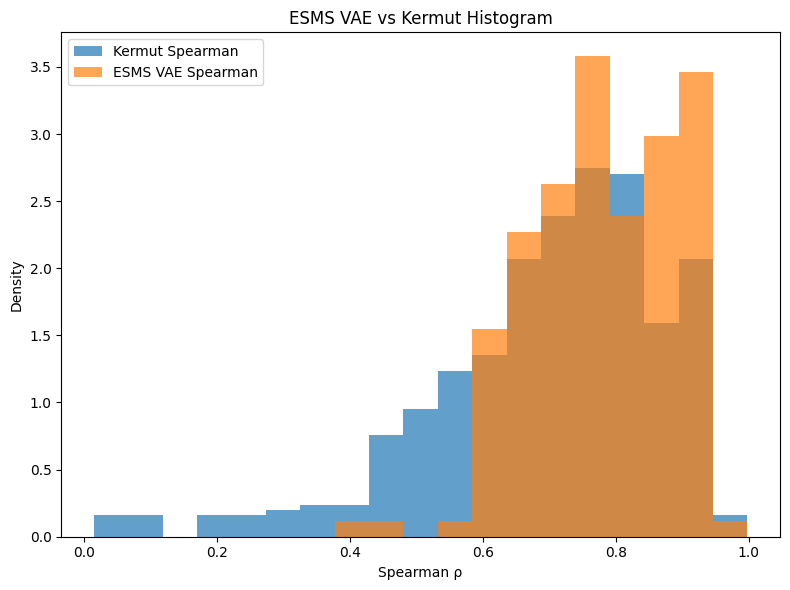 ESMS VAE vs Kermut Histogram
Kermut Spearman
ESMS VAE Spearman
3.5
3.0
2.5
2.0
1.5
1.0
0.5
0.0
Density
0.0 0.2 0.4 0.6 0.8 1.0
Spearman ρ